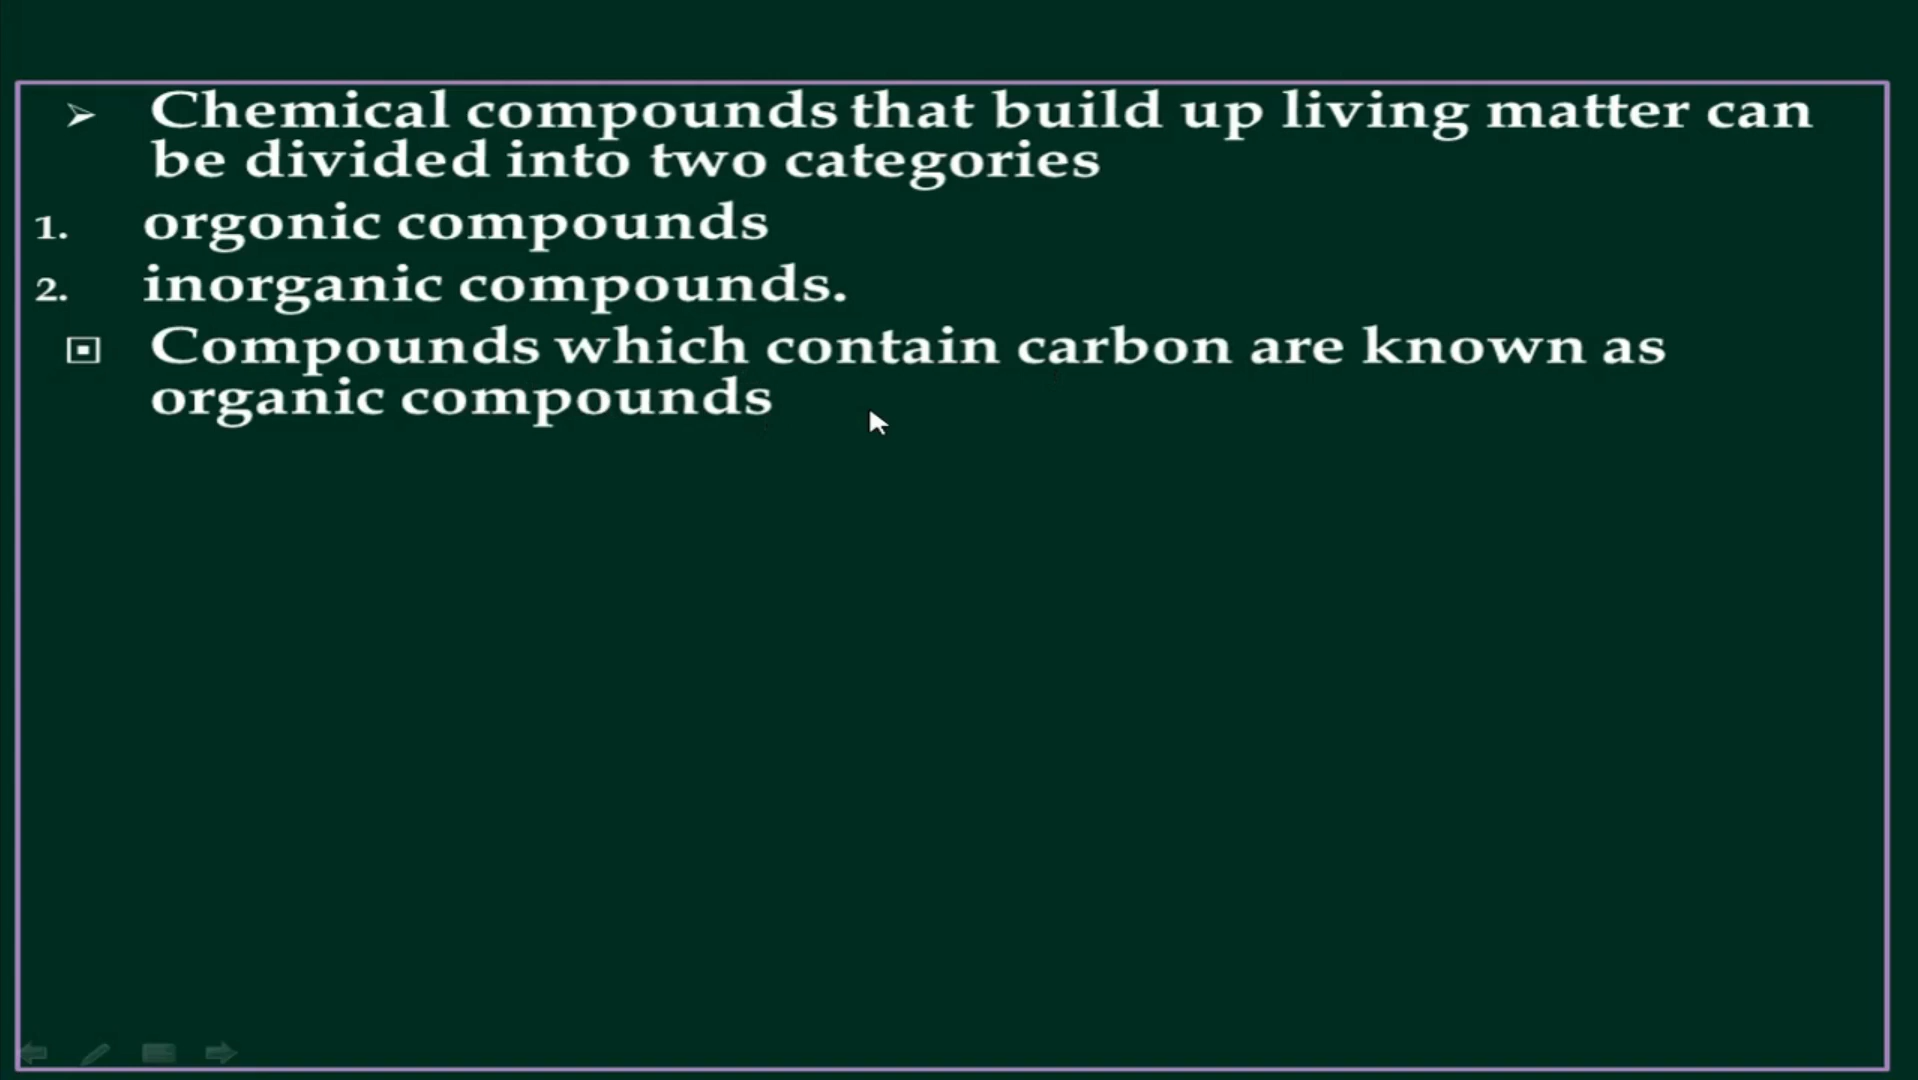 ➢ Chemical compounds that build up living matter can
be divided into two categories
1. orgonic compounds
2. inorganic compounds.
Compounds which contain carbon are known as
organic compounds